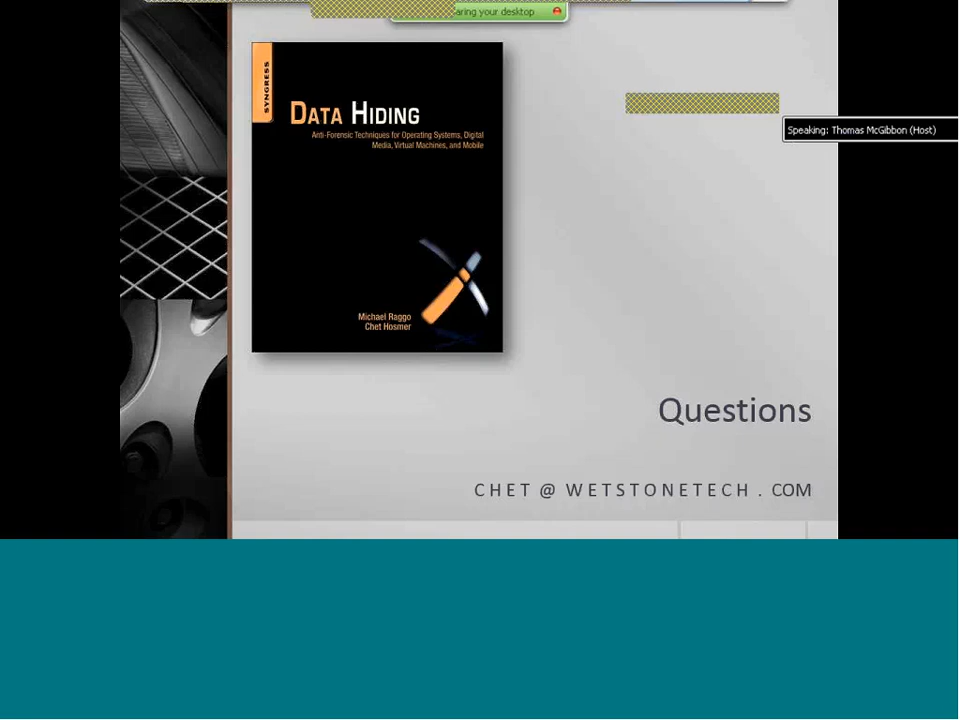 aring your desktop
SYNGRESS
DATA HIDING
Anti-Forensic Techniques for Operating Systems, Digital
Media, Virtual Machines, and Mobile
Speaking: Thomas McGibbon (Host)
Michael Raggo
Chet Hosmer
Questions
CHET @ WETSTONETECH . COM